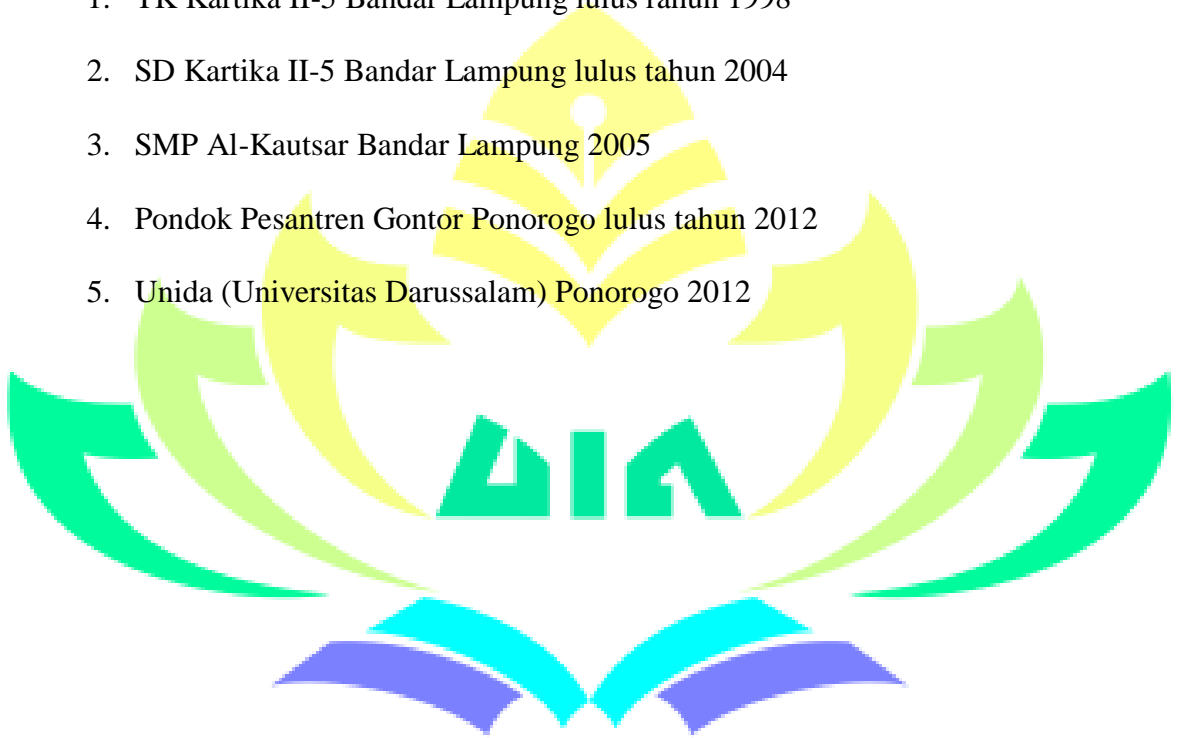 1. TK Kartika II-5 Bandar Lampung lulus tahun 1998
2. SD Kartika II-5 Bandar Lampung lulus tahun 2004
3. SMP Al-Kautsar Bandar Lampung 2005
4. Pondok Pesantren Gontor Ponorogo lulus tahun 2012
5. Unida (Universitas Darussalam) Ponorogo 2012